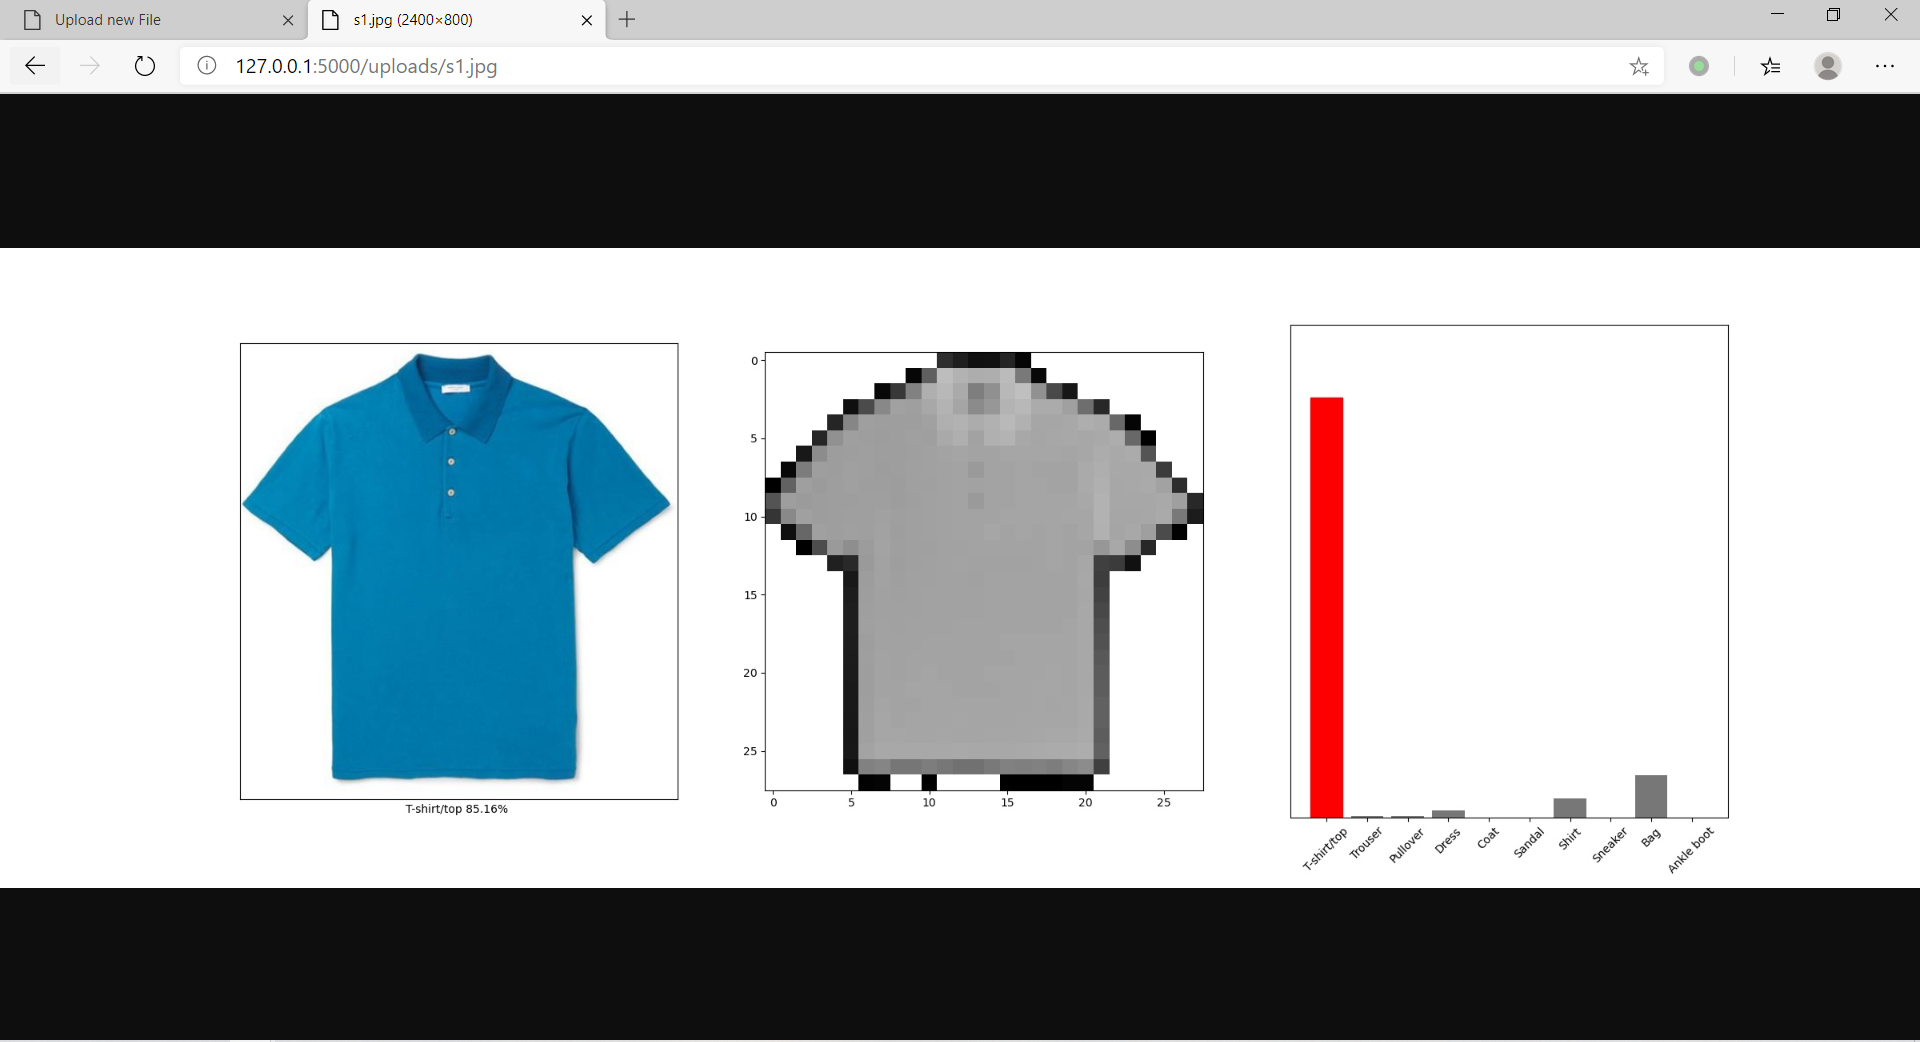 Upload new File
s1.jpg (2400×800)
127.0.0.1:5000/uploads/s1.jpg
T-shirt/top 85.16%
0
5
10
15
20
25
0 5 10 15 20 25
T-shirt/top Trouser Pullover Dress Coat Sandal Shirt Sneaker Bag Ankle boot